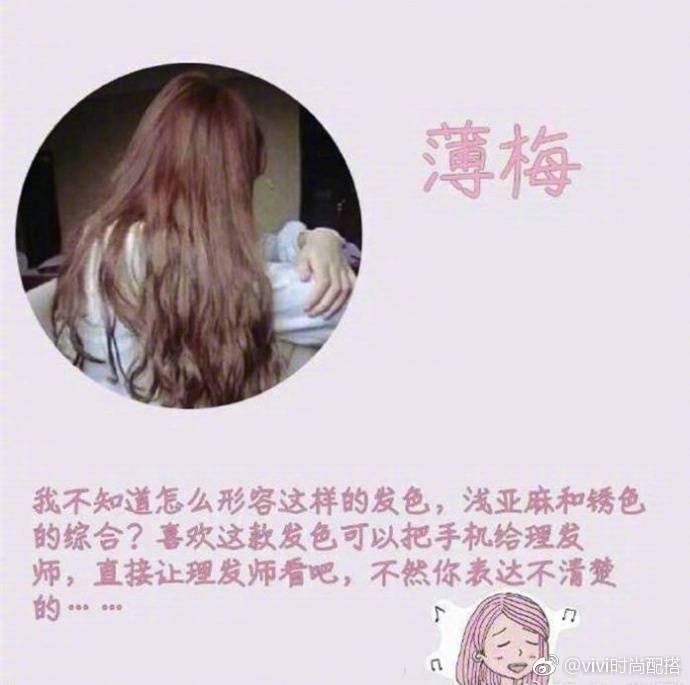 薄梅
我不知道怎么形容这样的发色，浅亚麻和锈色
的综合？喜欢这款发色可以把手机给理发
师，直接让理发师看吧，不然你表达不清楚
的… …
@vivi时尚配搭